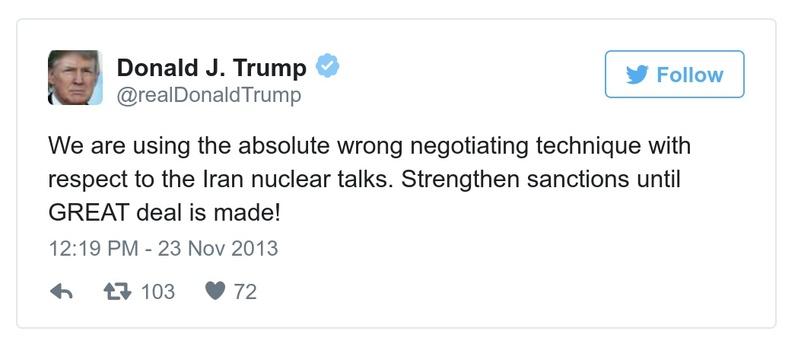 Donald J. Trump
@realDonaldTrump
Follow
We are using the absolute wrong negotiating technique with
respect to the Iran nuclear talks. Strengthen sanctions until
GREAT deal is made!
12:19 PM - 23 Nov 2013
103 72